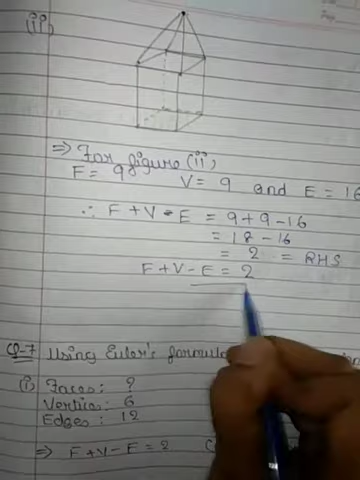 (ii)
⇒ For figure (ii)
F = 9 V = 9 and E = 16
∴ F + V - E = 9 + 9 - 16
= 18 - 16
= 2 = RHS
F + V - E = 2
Q-7 Using Euler's formula
(i) Faces: ?
Vertices: 6
Edges: 12
⇒ F + V - E = 2